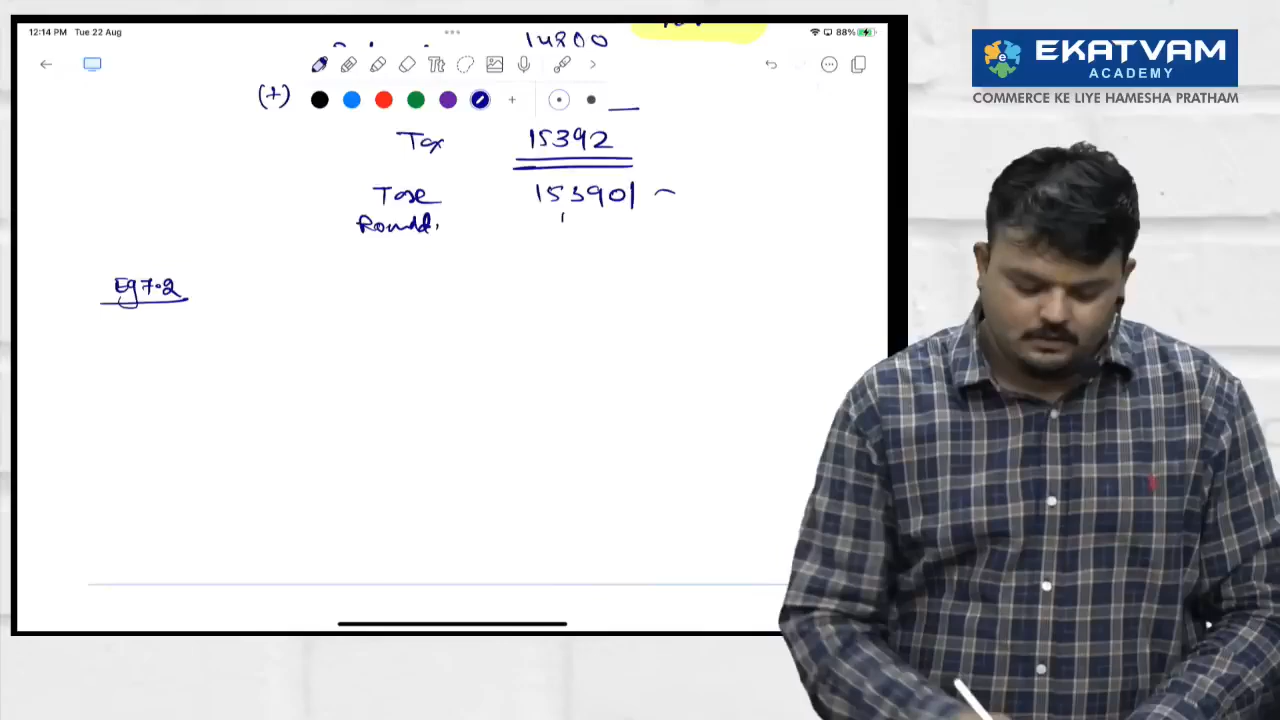 12:14 PM Tue 22 Aug
88%
14800
(+)
Tax 15392
Tax 15390/-
Round.
Eg 7.2
EKATVAM
ACADEMY
COMMERCE KE LIYE HAMESHA PRATHAM